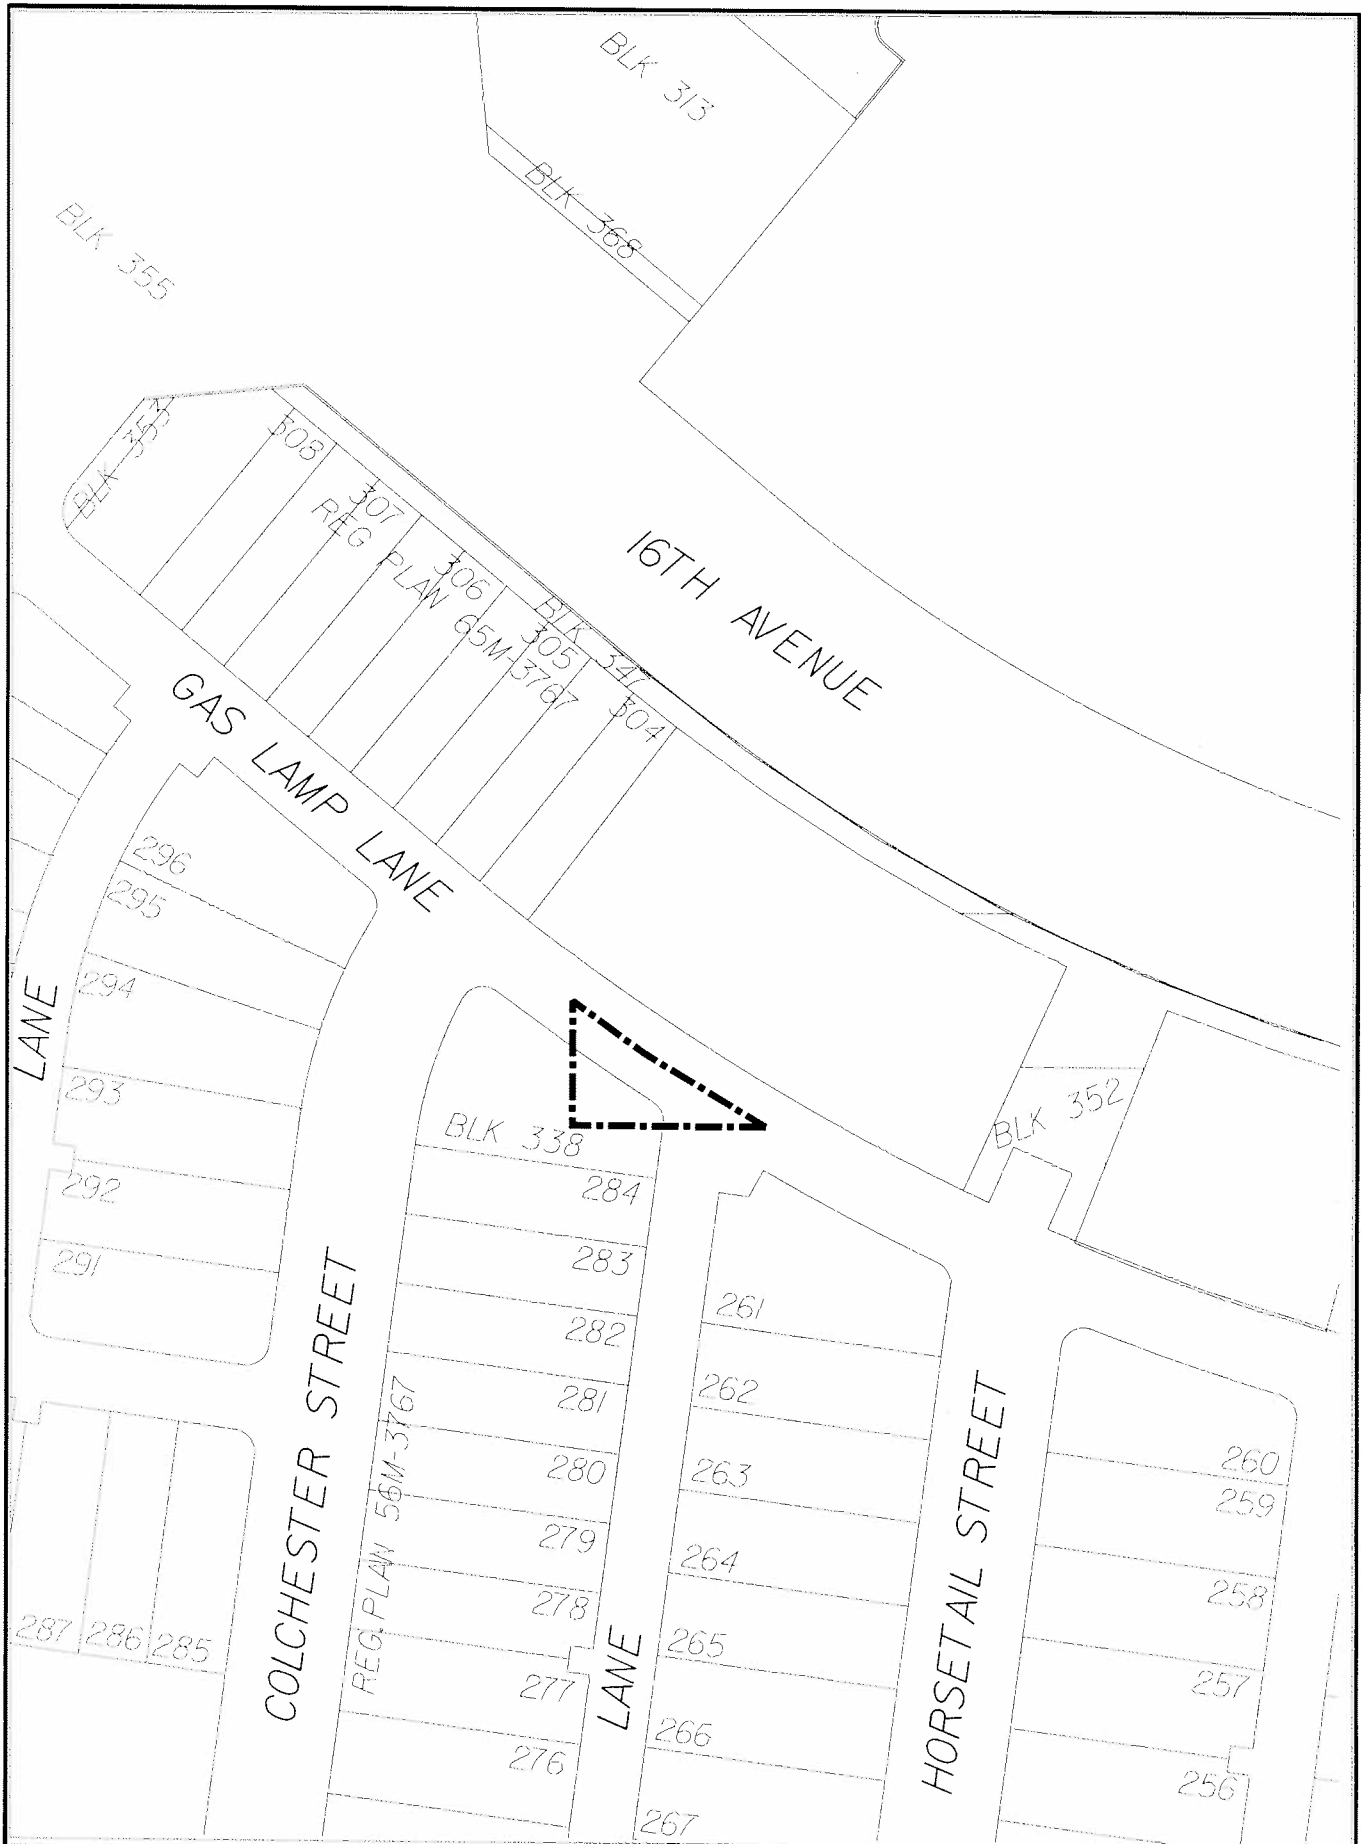 BLK 313
BLK 368
BLK 355
BLK 353
308
307
REG PLAN 65M-3767
306
BLK 347
305
304
16TH AVENUE
GAS LAMP LANE
296
295
294
LANE
293
292
291
BLK 338
284
283
282
281
280
279
278
277
276
BLK 352
261
262
263
264
265
266
267
COLCHESTER STREET
REG. PLAN 56M-3767
LANE
HORSETAIL STREET
260
259
258
257
256
287
286
285